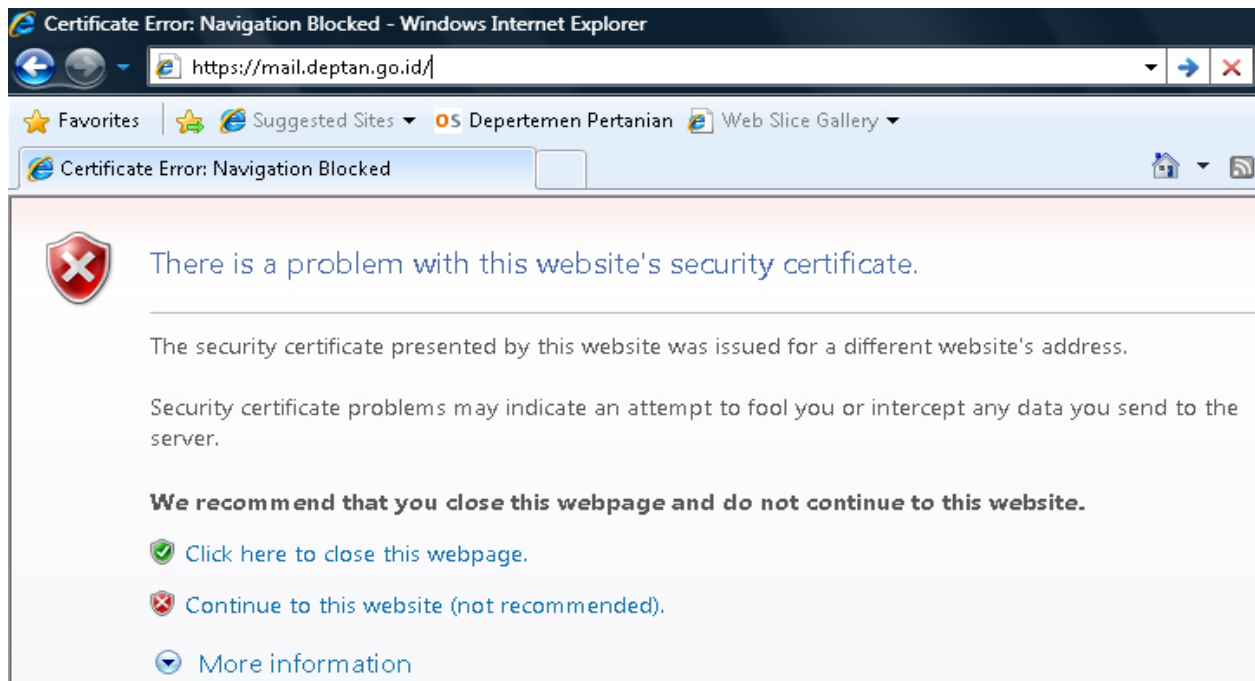 Certificate Error: Navigation Blocked - Windows Internet Explorer
https://mail.deptan.go.id/
Favorites Suggested Sites OS Depertemen Pertanian Web Slice Gallery
Certificate Error: Navigation Blocked
There is a problem with this website's security certificate.
The security certificate presented by this website was issued for a different website's address.
Security certificate problems may indicate an attempt to fool you or intercept any data you send to the
server.
We recommend that you close this webpage and do not continue to this website.
Click here to close this webpage.
Continue to this website (not recommended).
More information